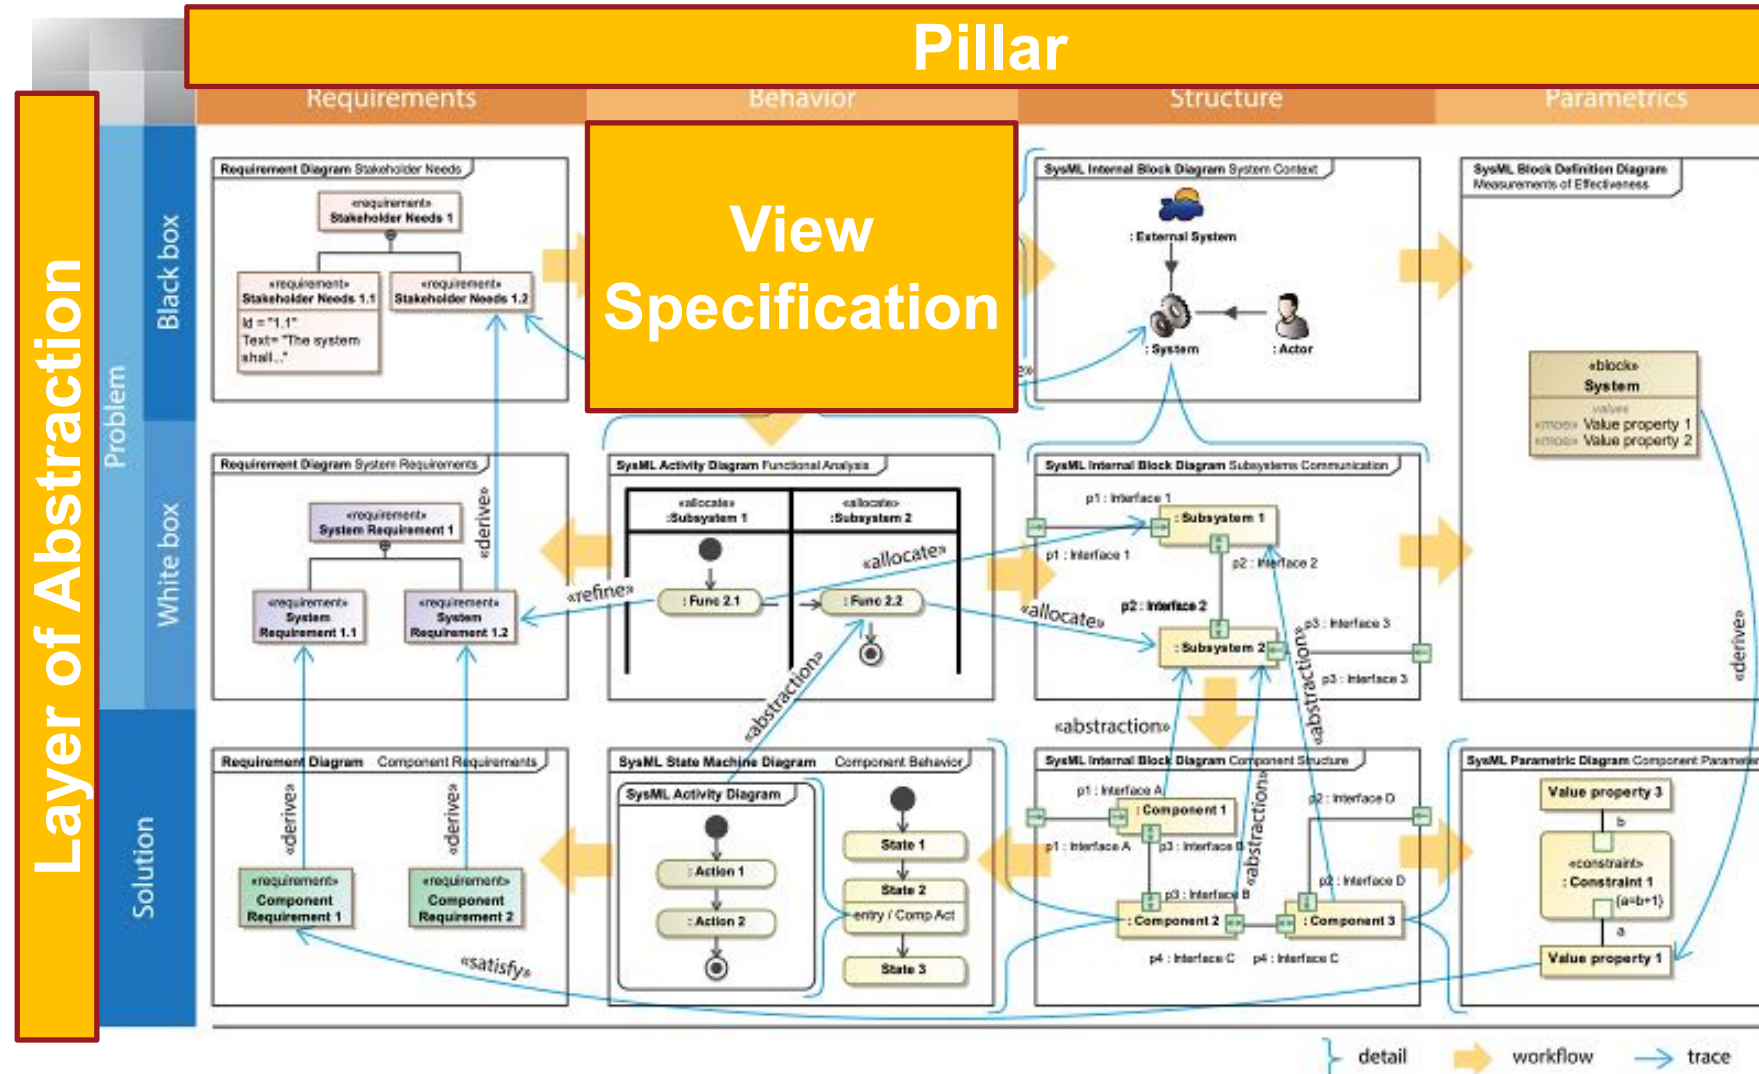 Pillar
Requirements
Behavior
Structure
Parametrics
Layer of Abstraction
Problem
Black box
White box
Solution
View
Specification
Requirement Diagram Stakeholder Needs
«requirement»
Stakeholder Needs 1
«requirement»
Stakeholder Needs 1.1
Id = "1.1"
Text= "The system
shall..."
«requirement»
Stakeholder Needs 1.2
SysML Internal Block Diagram System Context
: External System
: System
: Actor
SysML Block Definition Diagram
Measurements of Effectiveness
«block»
System
values
«moe» Value property 1
«moe» Value property 2
Requirement Diagram System Requirements
«requirement»
System Requirement 1
«requirement»
System
Requirement 1.1
«requirement»
System
Requirement 1.2
«derive»
«refine»
SysML Activity Diagram Functional Analysis
«allocate»
:Subsystem 1
«allocate»
:Subsystem 2
: Func 2.1
: Func 2.2
«allocate»
«allocate»
«abstraction»
SysML Internal Block Diagram Subsystems Communication
p1 : Interface 1
: Subsystem 1
p1 : Interface 1
p2 : Interface 2
p2 : Interface 2
: Subsystem 2
p3 : Interface 3
p3 : Interface 3
«abstraction»
«abstraction»
«abstraction»
«derive»
Requirement Diagram Component Requirements
«derive»
«derive»
«requirement»
Component
Requirement 1
«requirement»
Component
Requirement 2
«satisfy»
SysML State Machine Diagram Component Behavior
SysML Activity Diagram
: Action 1
: Action 2
State 1
State 2
entry / Comp Act
State 3
SysML Internal Block Diagram Component Structure
p1 : Interface A
: Component 1
p1 : Interface A
p3 : Interface B
p3 : Interface B
p2 : Interface D
p2 : Interface D
: Component 2
: Component 3
p4 : Interface C
p4 : Interface C
SysML Parametric Diagram Component Parameter
Value property 3
b
«constraint»
: Constraint 1
{a=b+1}
a
Value property 1
detail
workflow
trace